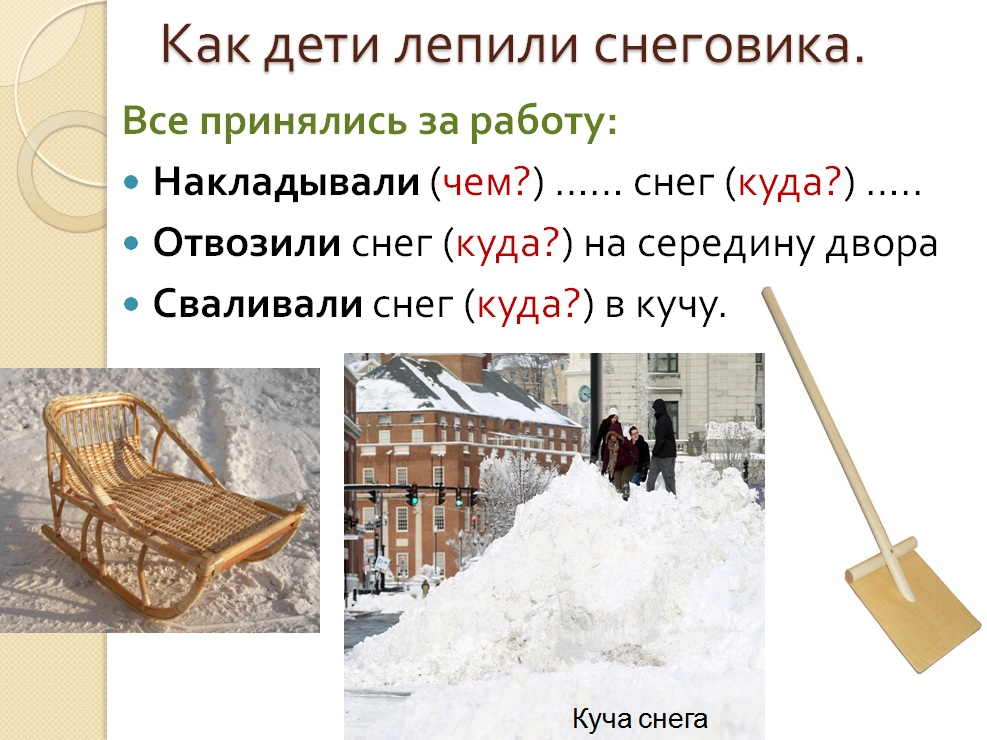 Как дети лепили снеговика.
Все принялись за работу:
• Накладывали (чем?) ...... снег (куда?) .....
• Отвозили снег (куда?) на середину двора
• Сваливали снег (куда?) в кучу.
Куча снега